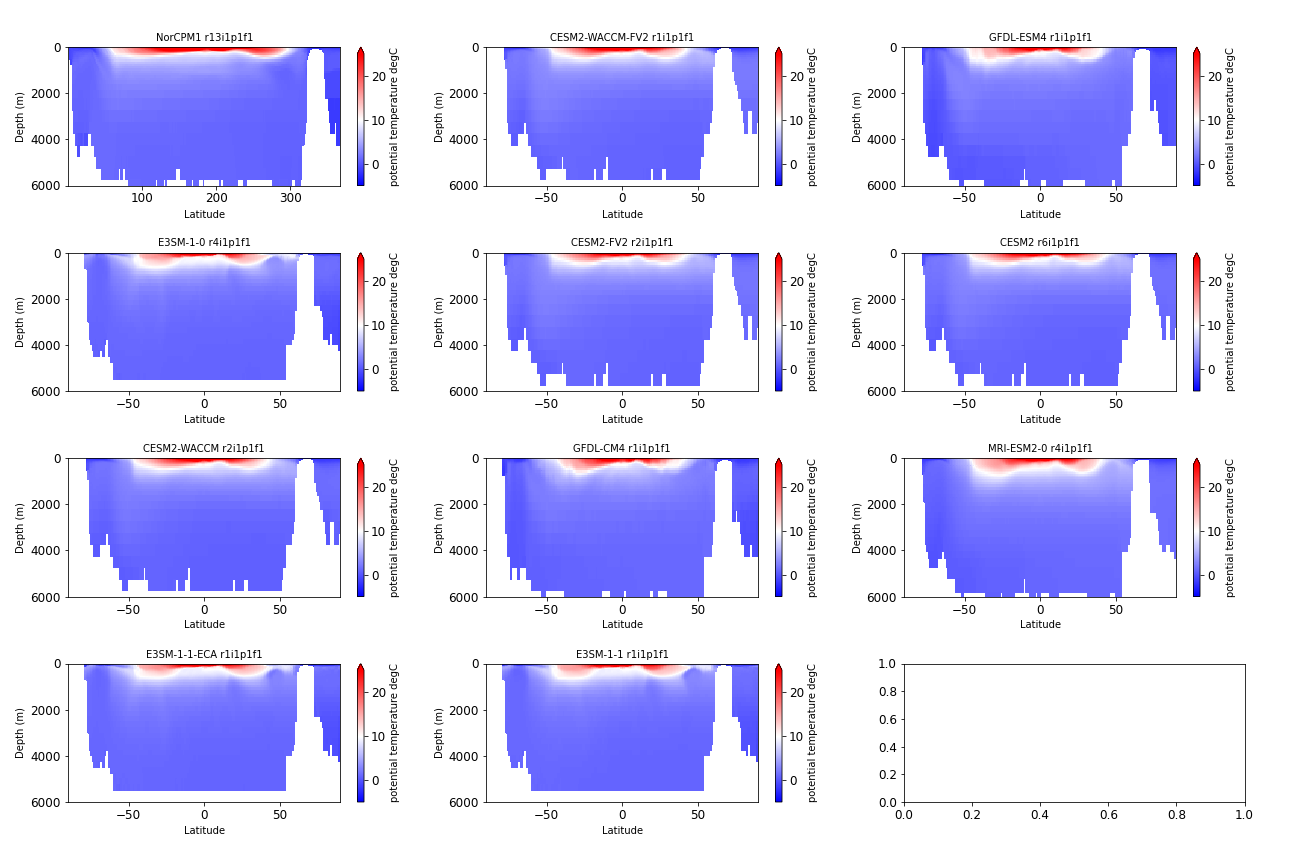 NorCPM1 r13i1p1f1
0
2000
4000
6000
Depth (m)
100
200
300
Latitude
20
10
0
potential temperature degC
CESM2-WACCM-FV2 r1i1p1f1
0
2000
4000
6000
Depth (m)
−50
0
50
Latitude
20
10
0
potential temperature degC
GFDL-ESM4 r1i1p1f1
0
2000
4000
6000
Depth (m)
−50
0
50
Latitude
20
10
0
potential temperature degC
E3SM-1-0 r4i1p1f1
0
2000
4000
6000
Depth (m)
−50
0
50
Latitude
20
10
0
potential temperature degC
CESM2-FV2 r2i1p1f1
0
2000
4000
6000
Depth (m)
−50
0
50
Latitude
20
10
0
potential temperature degC
CESM2 r6i1p1f1
0
2000
4000
6000
Depth (m)
−50
0
50
Latitude
20
10
0
potential temperature degC
CESM2-WACCM r2i1p1f1
0
2000
4000
6000
Depth (m)
−50
0
50
Latitude
20
10
0
potential temperature degC
GFDL-CM4 r1i1p1f1
0
2000
4000
6000
Depth (m)
−50
0
50
Latitude
20
10
0
potential temperature degC
MRI-ESM2-0 r4i1p1f1
0
2000
4000
6000
Depth (m)
−50
0
50
Latitude
20
10
0
potential temperature degC
E3SM-1-1-ECA r1i1p1f1
0
2000
4000
6000
Depth (m)
−50
0
50
Latitude
20
10
0
potential temperature degC
E3SM-1-1 r1i1p1f1
0
2000
4000
6000
Depth (m)
−50
0
50
Latitude
20
10
0
potential temperature degC
1.0
0.8
0.6
0.4
0.2
0.0
0.0
0.2
0.4
0.6
0.8
1.0